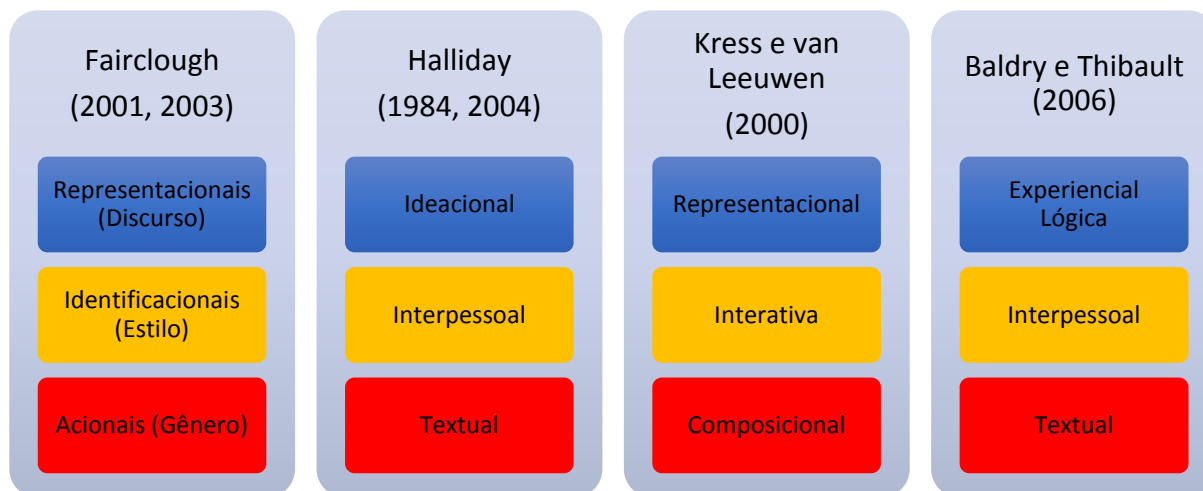 Fairclough
(2001, 2003)
Representacionais
(Discurso)
Identificacionais
(Estilo)
Acionais (Gênero)
Halliday
(1984, 2004)
Ideacional
Interpessoal
Textual
Kress e van
Leeuwen
(2000)
Representacional
Interativa
Composicional
Baldry e Thibault
(2006)
Experiencial
Lógica
Interpessoal
Textual